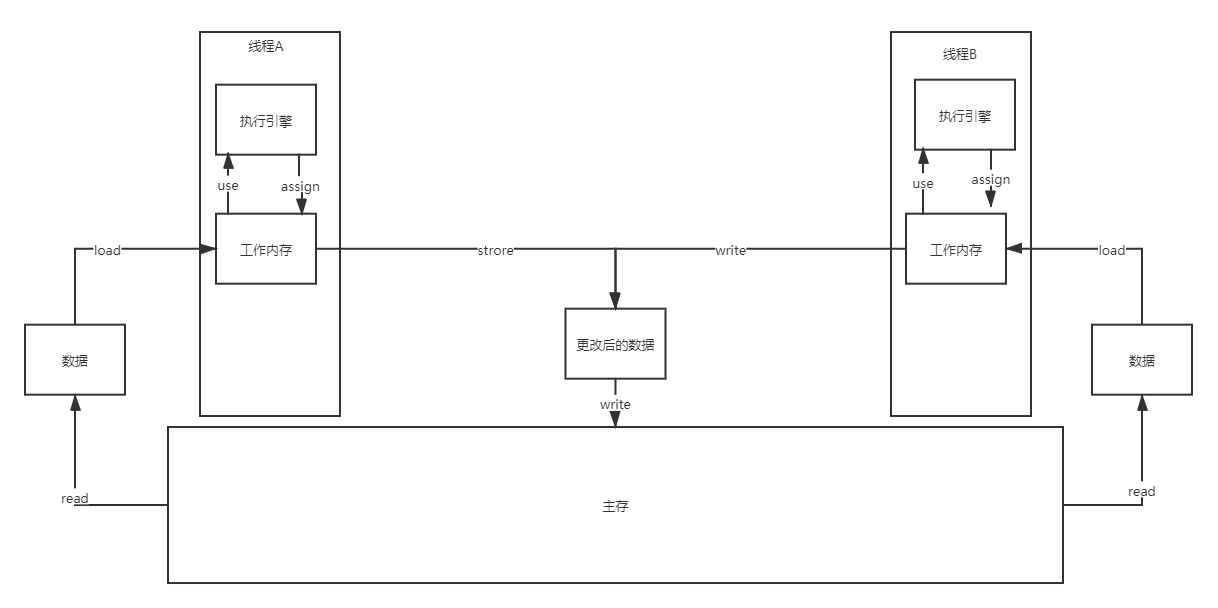 线程A
线程B
执行引擎
执行引擎
use
assign
use
assign
load
工作内存
strore
write
工作内存
load
数据
更改后的数据
数据
write
read
主存
read